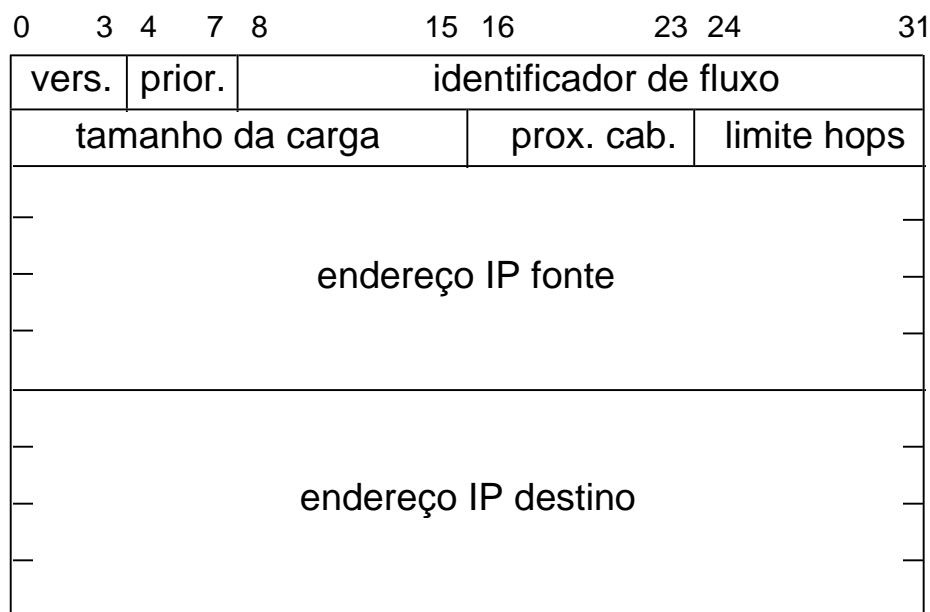 0 3 4 7 8 15 16 23 24 31
vers. prior. identificador de fluxo
tamanho da carga prox. cab. limite hops
endereço IP fonte
endereço IP destino